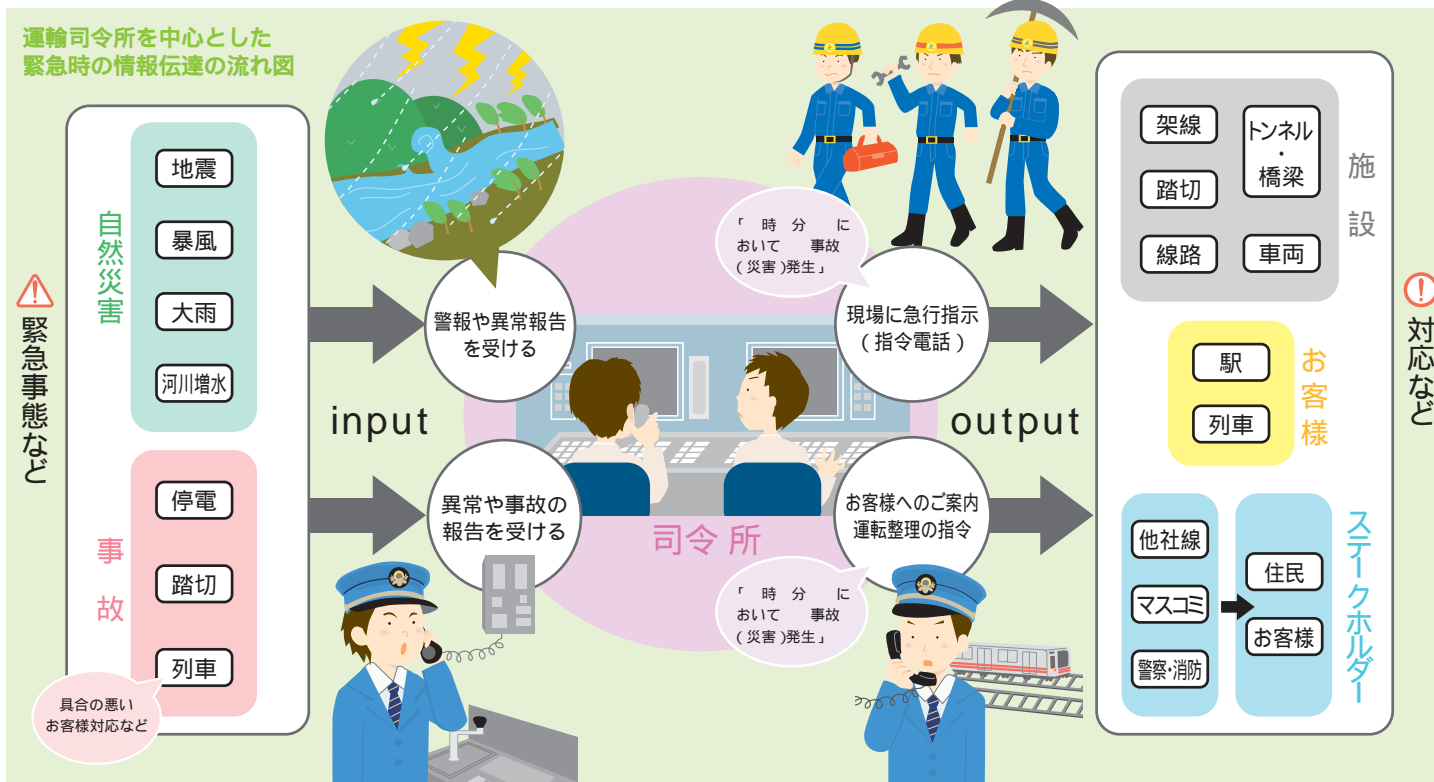 運輸司令所を中心とした
緊急時の情報伝達の流れ図
緊急事態など
自然災害
地震
暴風
大雨
河川増水
事故
停電
踏切
列車
具合の悪い
お客様対応など
input
警報や異常報告
を受ける
異常や事故の
報告を受ける
司令所
「 時 分 に
おいて 事故
(災害)発生」
現場に急行指示
(指令電話)
お客様へのご案内
運転整理の指令
「 時 分 に
おいて 事故
(災害)発生」
output
施設
架線
踏切
線路
トンネル
・
橋梁
車両
お客様
駅
列車
ステークホルダー
他社線
マスコミ
警察・消防
住民
お客様
対応など